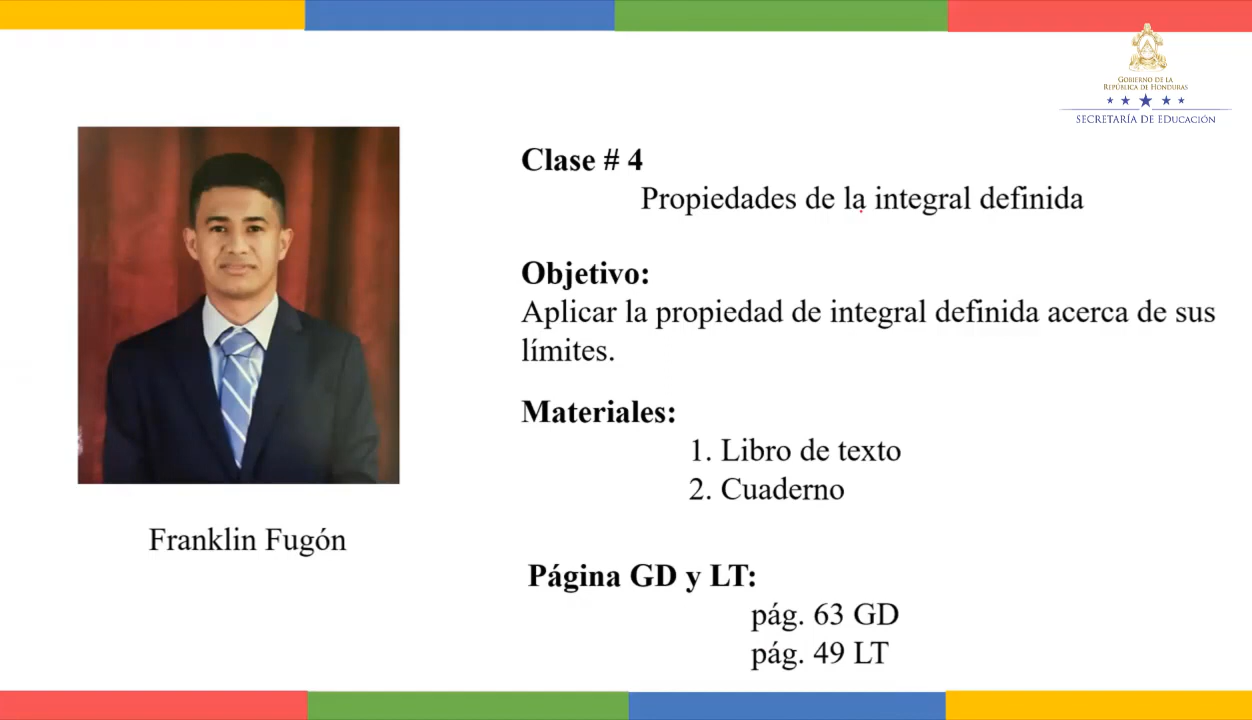 GOBIERNO DE LA
REPÚBLICA DE HONDURAS
SECRETARÍA DE EDUCACIÓN
Clase # 4
Propiedades de la integral definida
Objetivo:
Aplicar la propiedad de integral definida acerca de sus
límites.
Materiales:
1. Libro de texto
2. Cuaderno
Franklin Fugón
Página GD y LT:
pág. 63 GD
pág. 49 LT